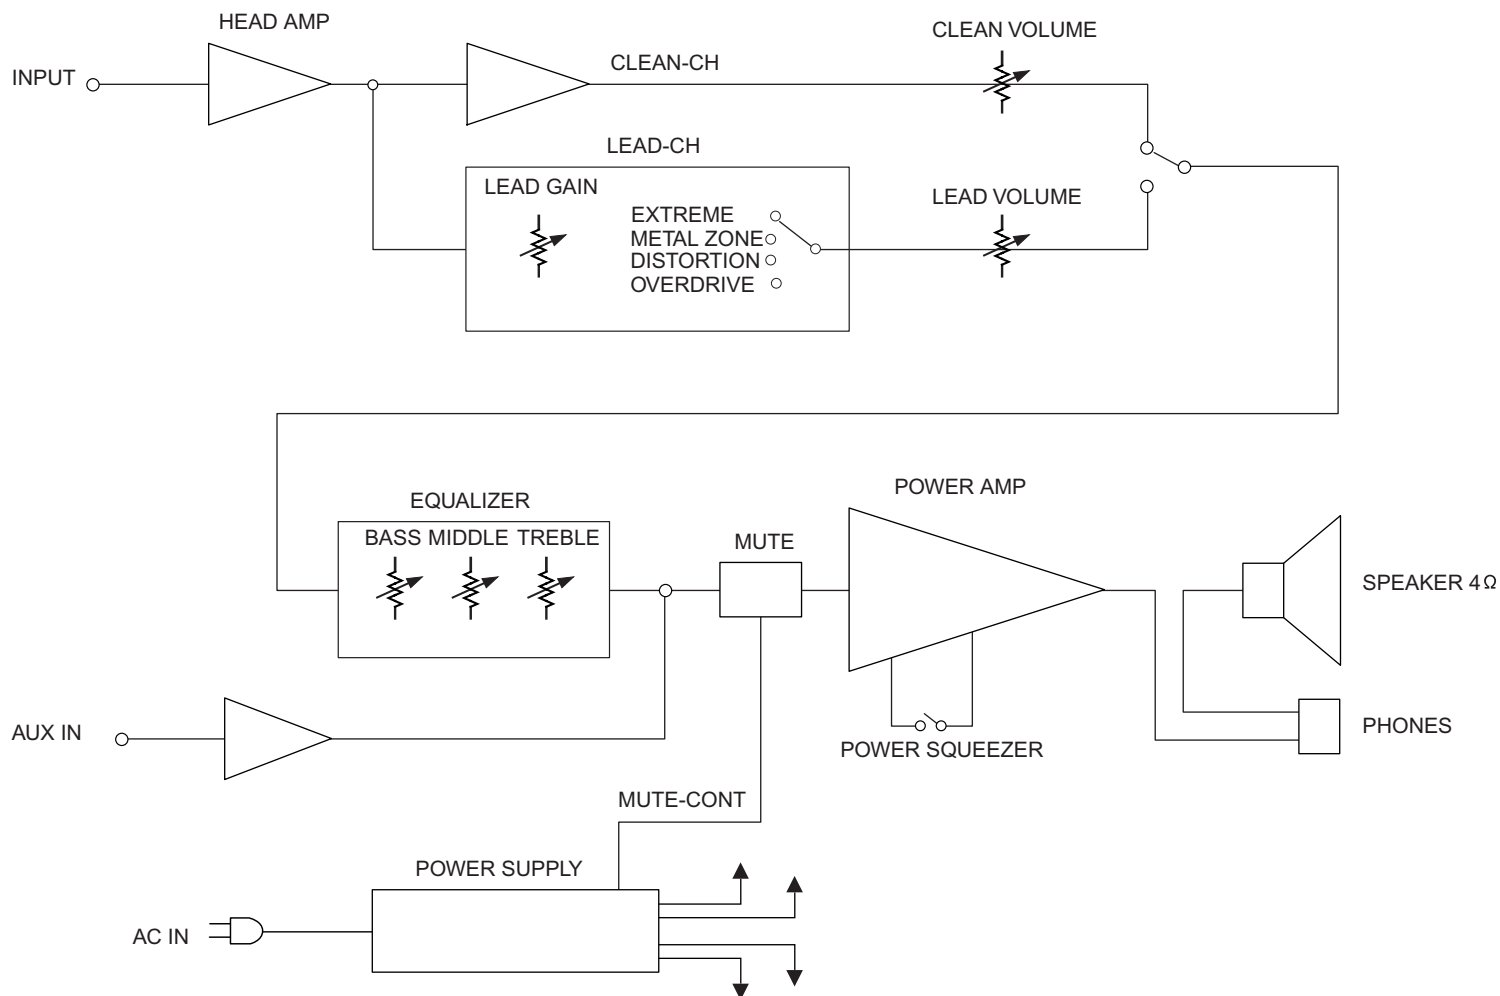 HEAD AMP
INPUT
CLEAN-CH
CLEAN VOLUME
LEAD-CH
LEAD GAIN
EXTREME
METAL ZONE
DISTORTION
OVERDRIVE
LEAD VOLUME
EQUALIZER
BASS MIDDLE TREBLE
MUTE
POWER AMP
SPEAKER 4Ω
POWER SQUEEZER
PHONES
AUX IN
MUTE-CONT
POWER SUPPLY
AC IN